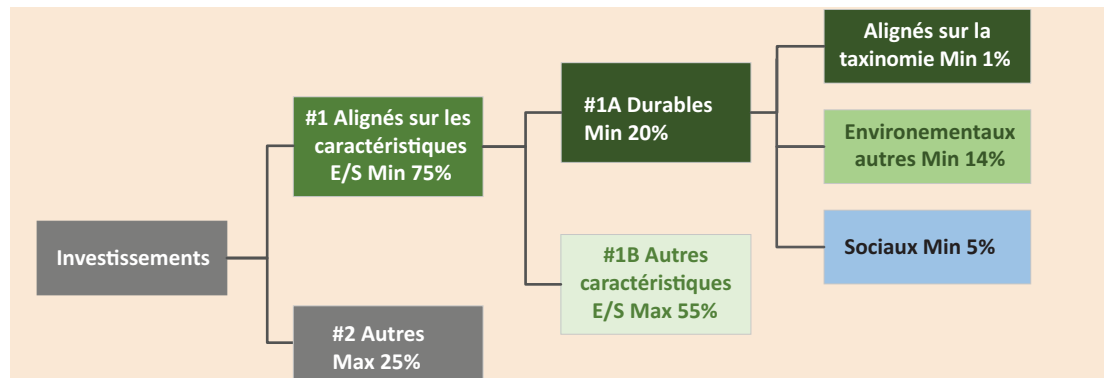 Investissements
#1 Alignés sur les
caractéristiques
E/S Min 75%
#2 Autres
Max 25%
#1A Durables
Min 20%
#1B Autres
caractéristiques
E/S Max 55%
Alignés sur la
taxinomie Min 1%
Environementaux
autres Min 14%
Sociaux Min 5%